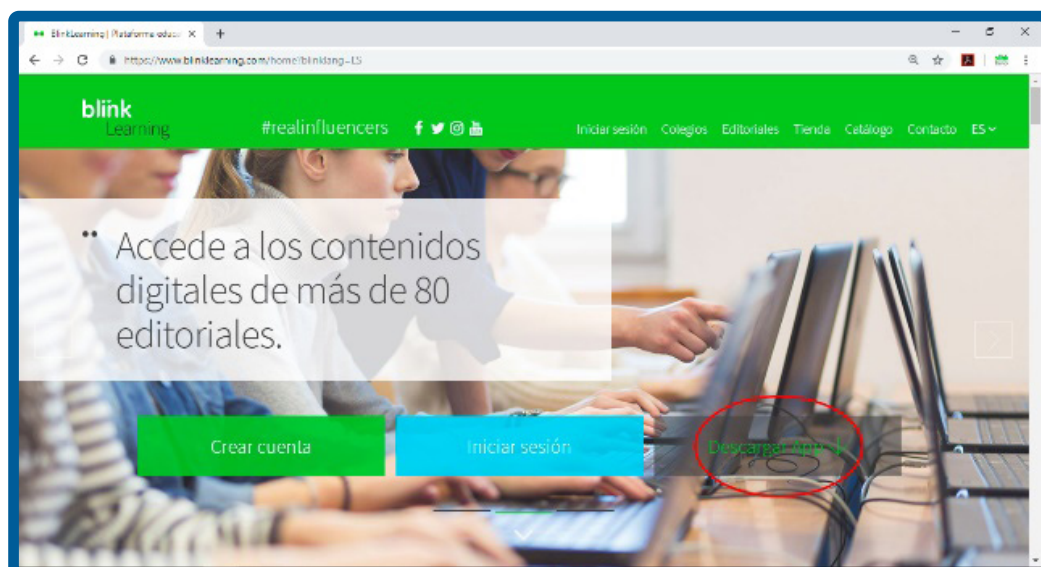 BlinkLearning | Plataforma educ
https://www.blinklearning.com/home?blinklang=ES
blink
Learning
#realinfluencers
Iniciar sesión Colegios Editoriales Tienda Catálogo Contacto ES
¨ Accede a los contenidos
digitales de más de 80
editoriales.
Crear cuenta
Iniciar sesión
Descargar App